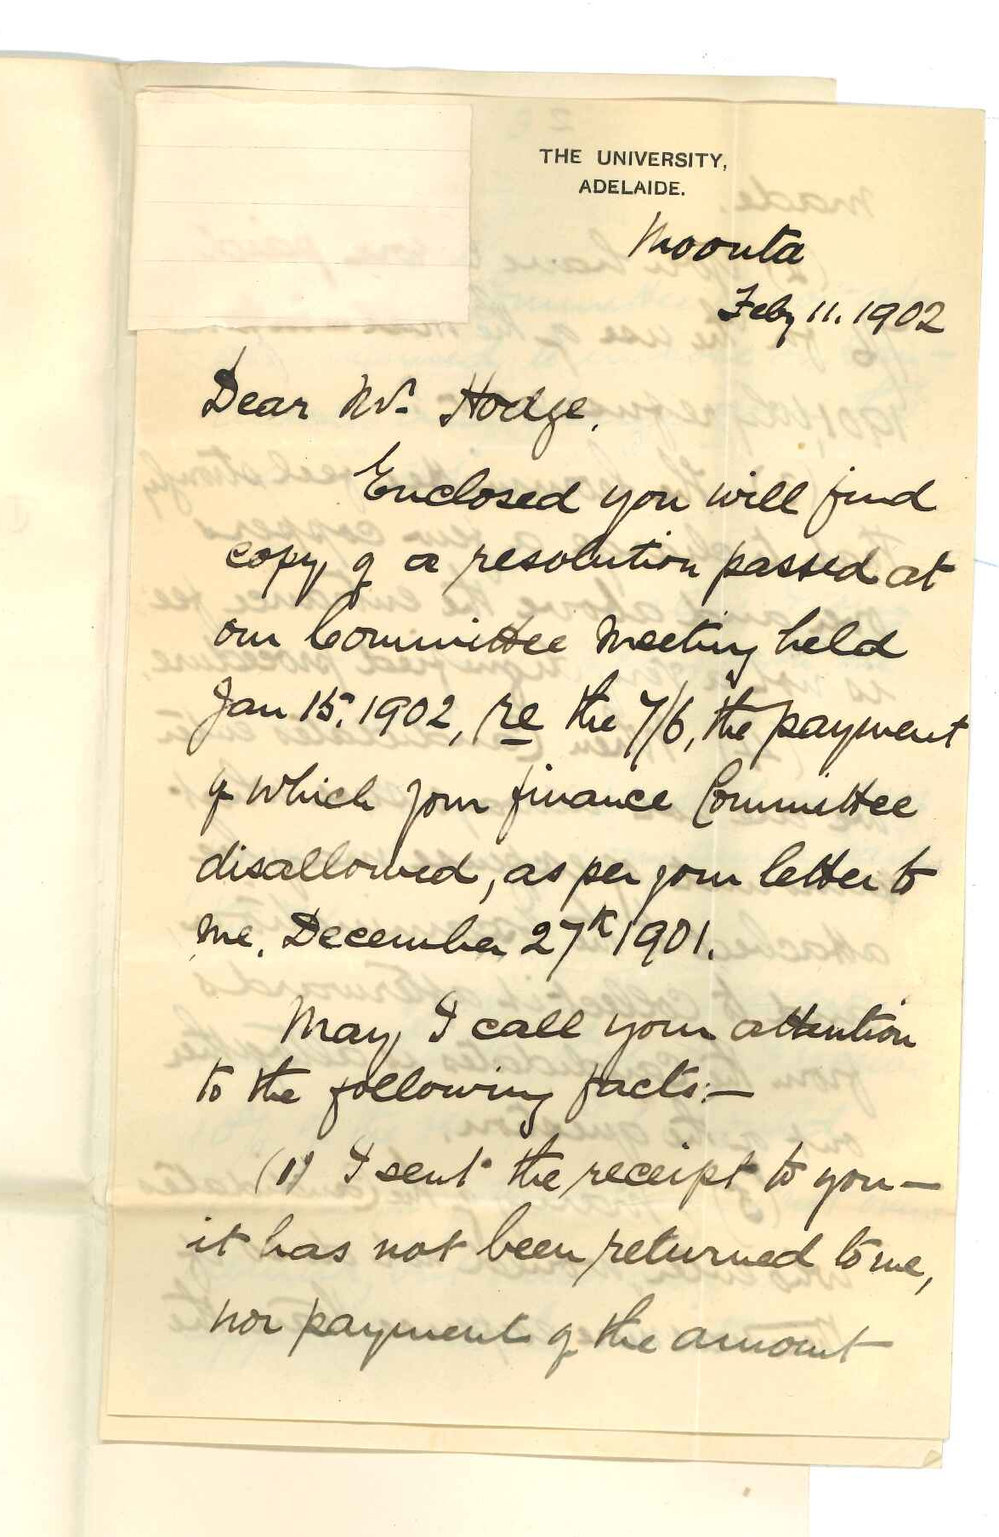 THE UNIVERSITY,
ADELAIDE.
Moonta
Feby 11. 1902
Dear Mr. Hodge,
Enclosed you will find
copy of a resolution passed at
our Committee Meeting held
Jan 15. 1902, re the 7/6, the payment
of which your finance Committee
disallowed, as per your letter to
me, December 27th 1901.
May I call your attention
to the following facts:—
(1) I sent the receipt to you—
it has not been returned to me,
nor payment of the amount